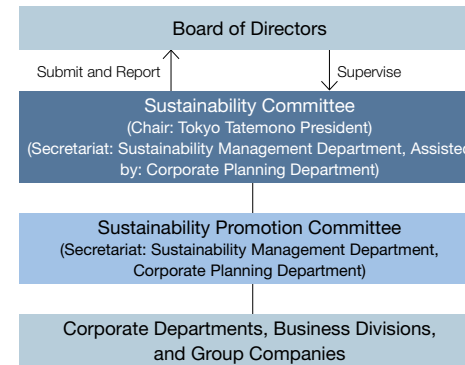 Board of Directors
Submit and Report
Supervise
Sustainability Committee
(Chair: Tokyo Tatemono President)
(Secretariat: Sustainability Management Department, Assisted
by: Corporate Planning Department)
Sustainability Promotion Committee
(Secretariat: Sustainability Management Department,
Corporate Planning Department)
Corporate Departments, Business Divisions,
and Group Companies